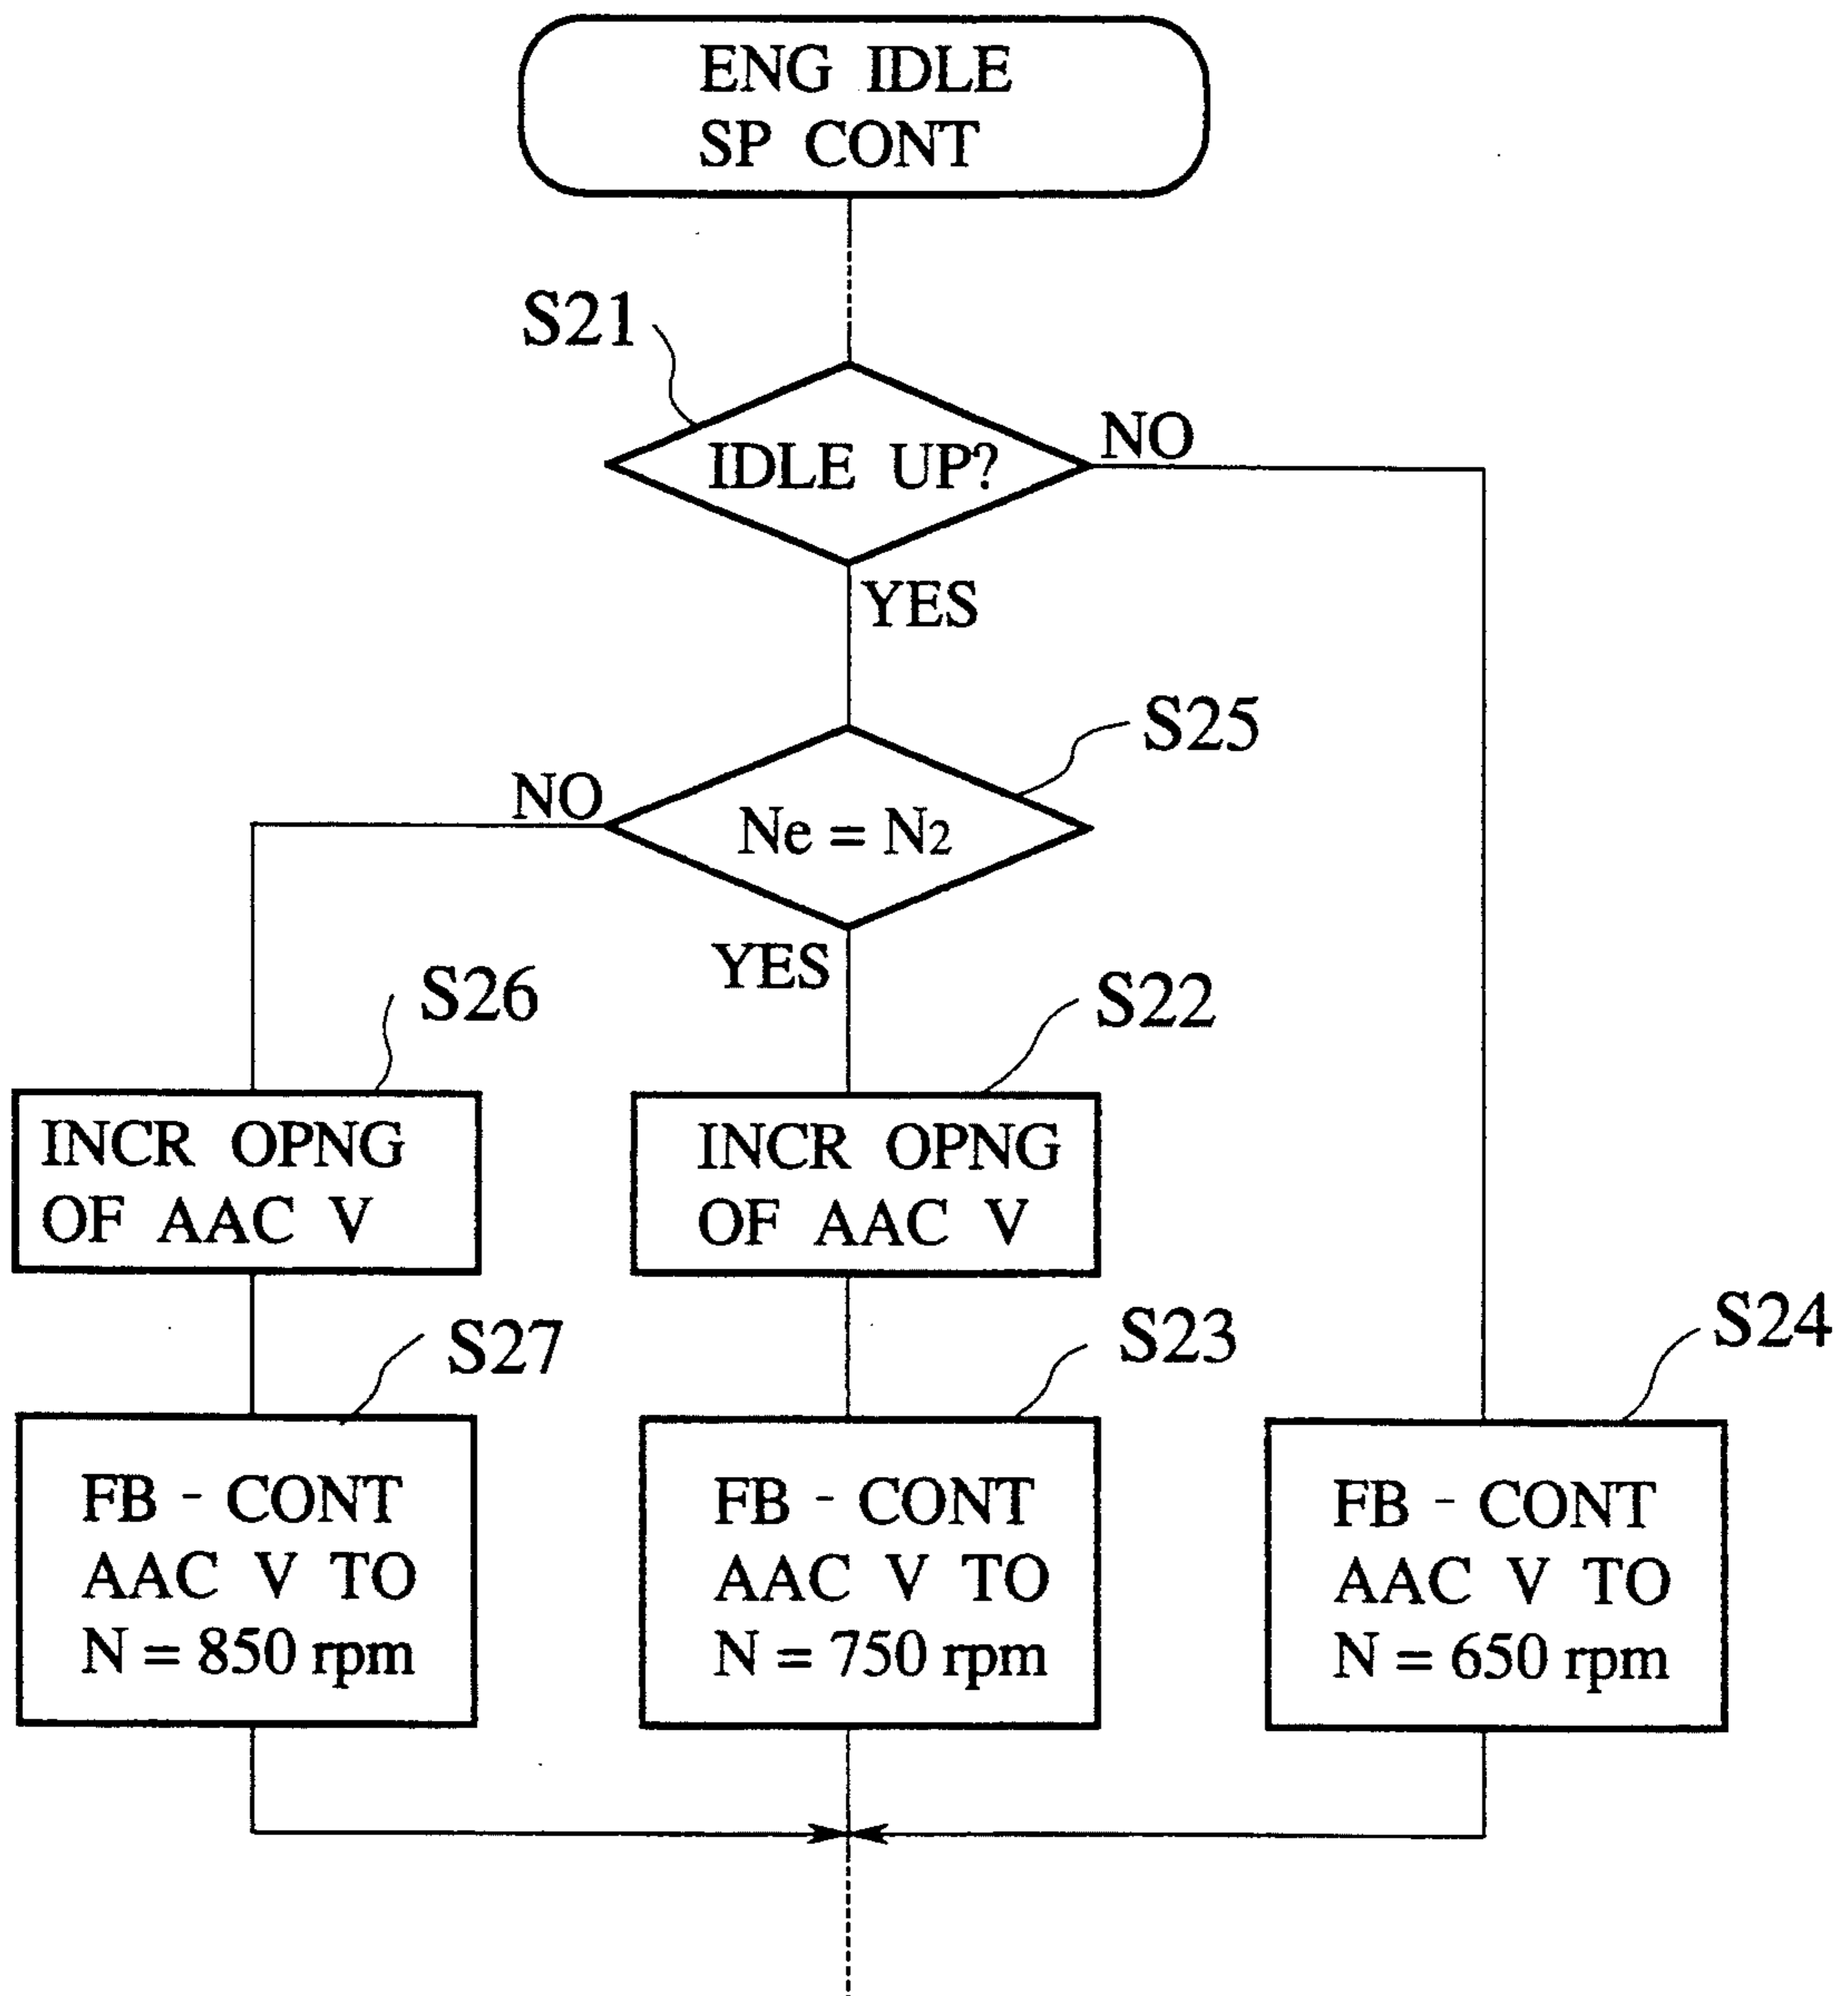 ENG IDLE
SP CONT
S21
IDLE UP?
NO
YES
S25
NO
Ne = N2
YES
S26
S22
INCR OPNG
OF AAC V
INCR OPNG
OF AAC V
S27
S23
S24
FB - CONT
AAC V TO
N = 850 rpm
FB - CONT
AAC V TO
N = 750 rpm
FB - CONT
AAC V TO
N = 650 rpm